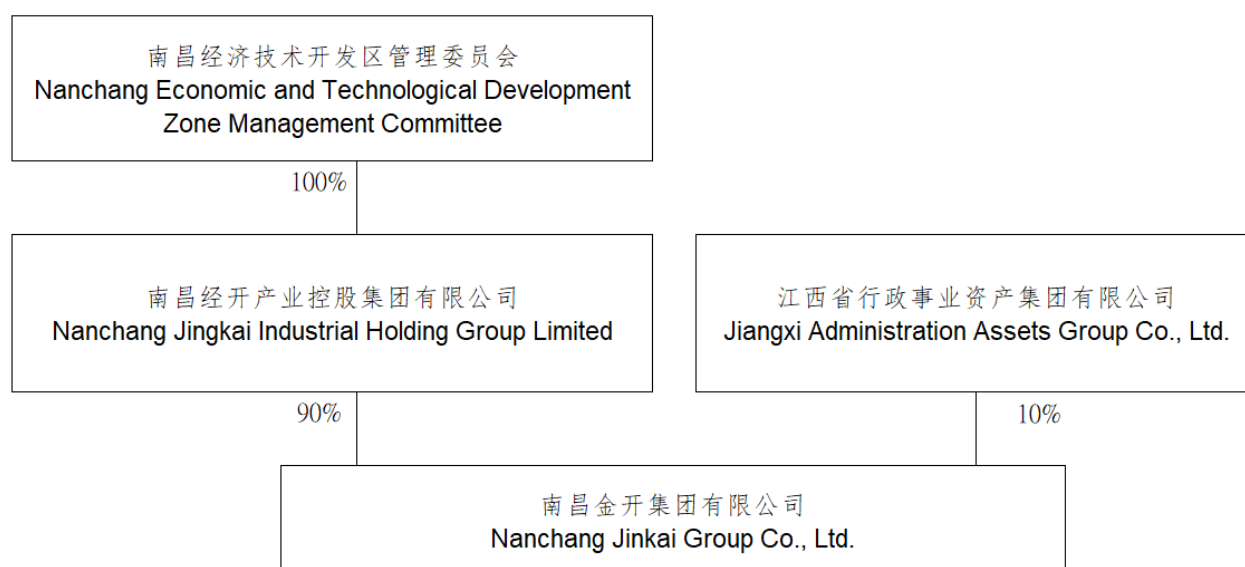 南昌经济技术开发区管理委员会
Nanchang Economic and Technological Development
Zone Management Committee
100%
南昌经开产业控股集团有限公司
Nanchang Jingkai Industrial Holding Group Limited
江西省行政事业资产集团有限公司
Jiangxi Administration Assets Group Co., Ltd.
90%
10%
南昌金开集团有限公司
Nanchang Jinkai Group Co., Ltd.